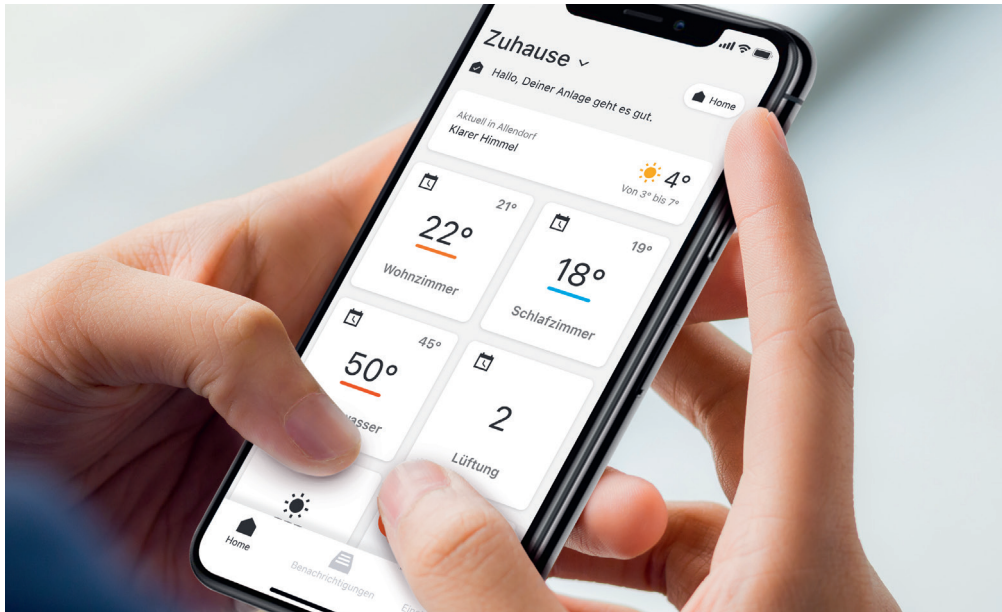 Zuhause
Hallo, Deiner Anlage geht es gut.
Home
Aktuell in Allendorf
Klarer Himmel
4°
Von 3° bis 7°
21°
22°
Wohnzimmer
19°
18°
Schlafzimmer
45°
50°
2
Lüftung
Home
Benachrichtigungen